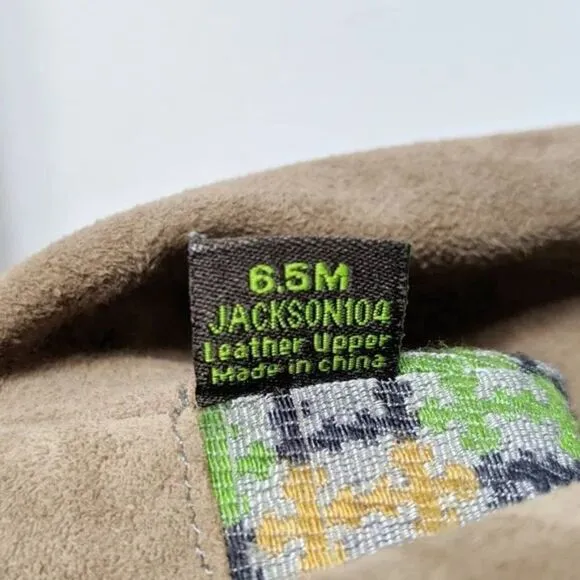 6.5M
JACKSON104
Leather Upper
Made in china